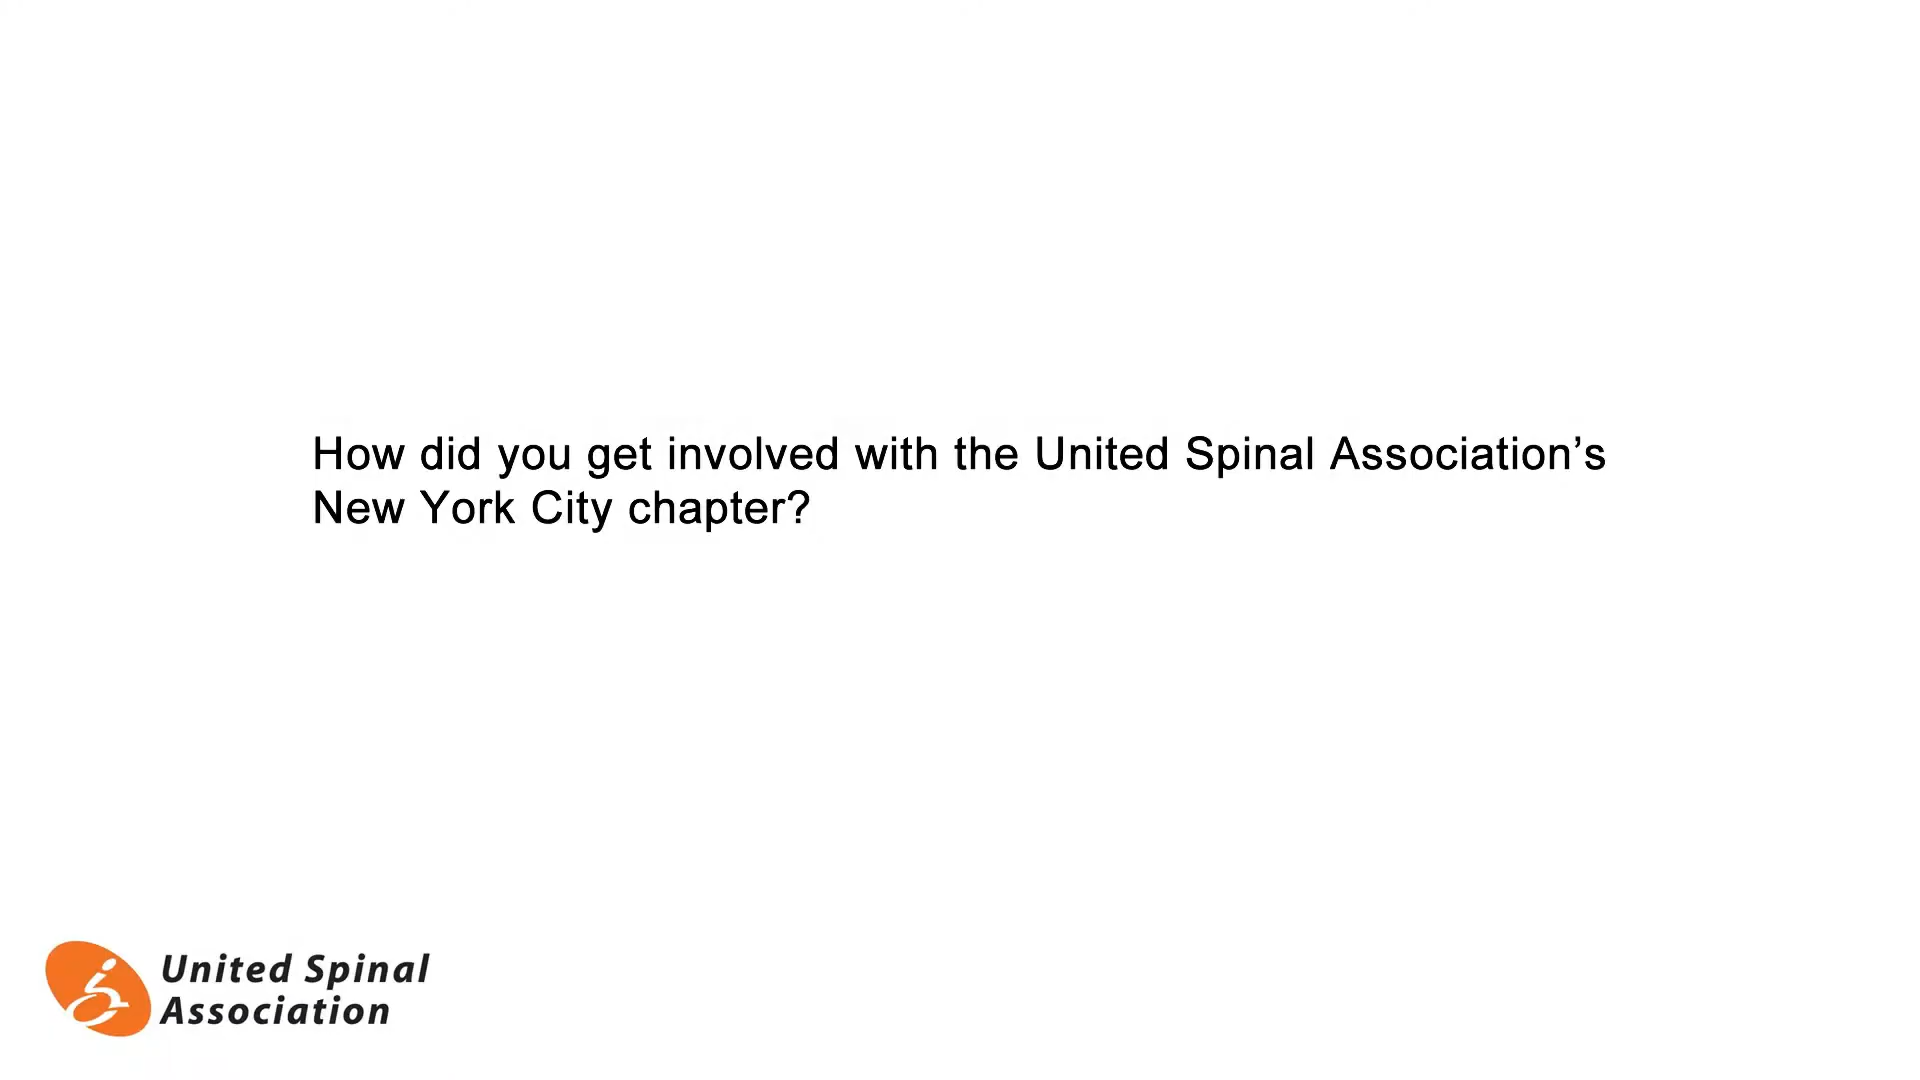 How did you get involved with the United Spinal Association’s
New York City chapter?
United Spinal
Association